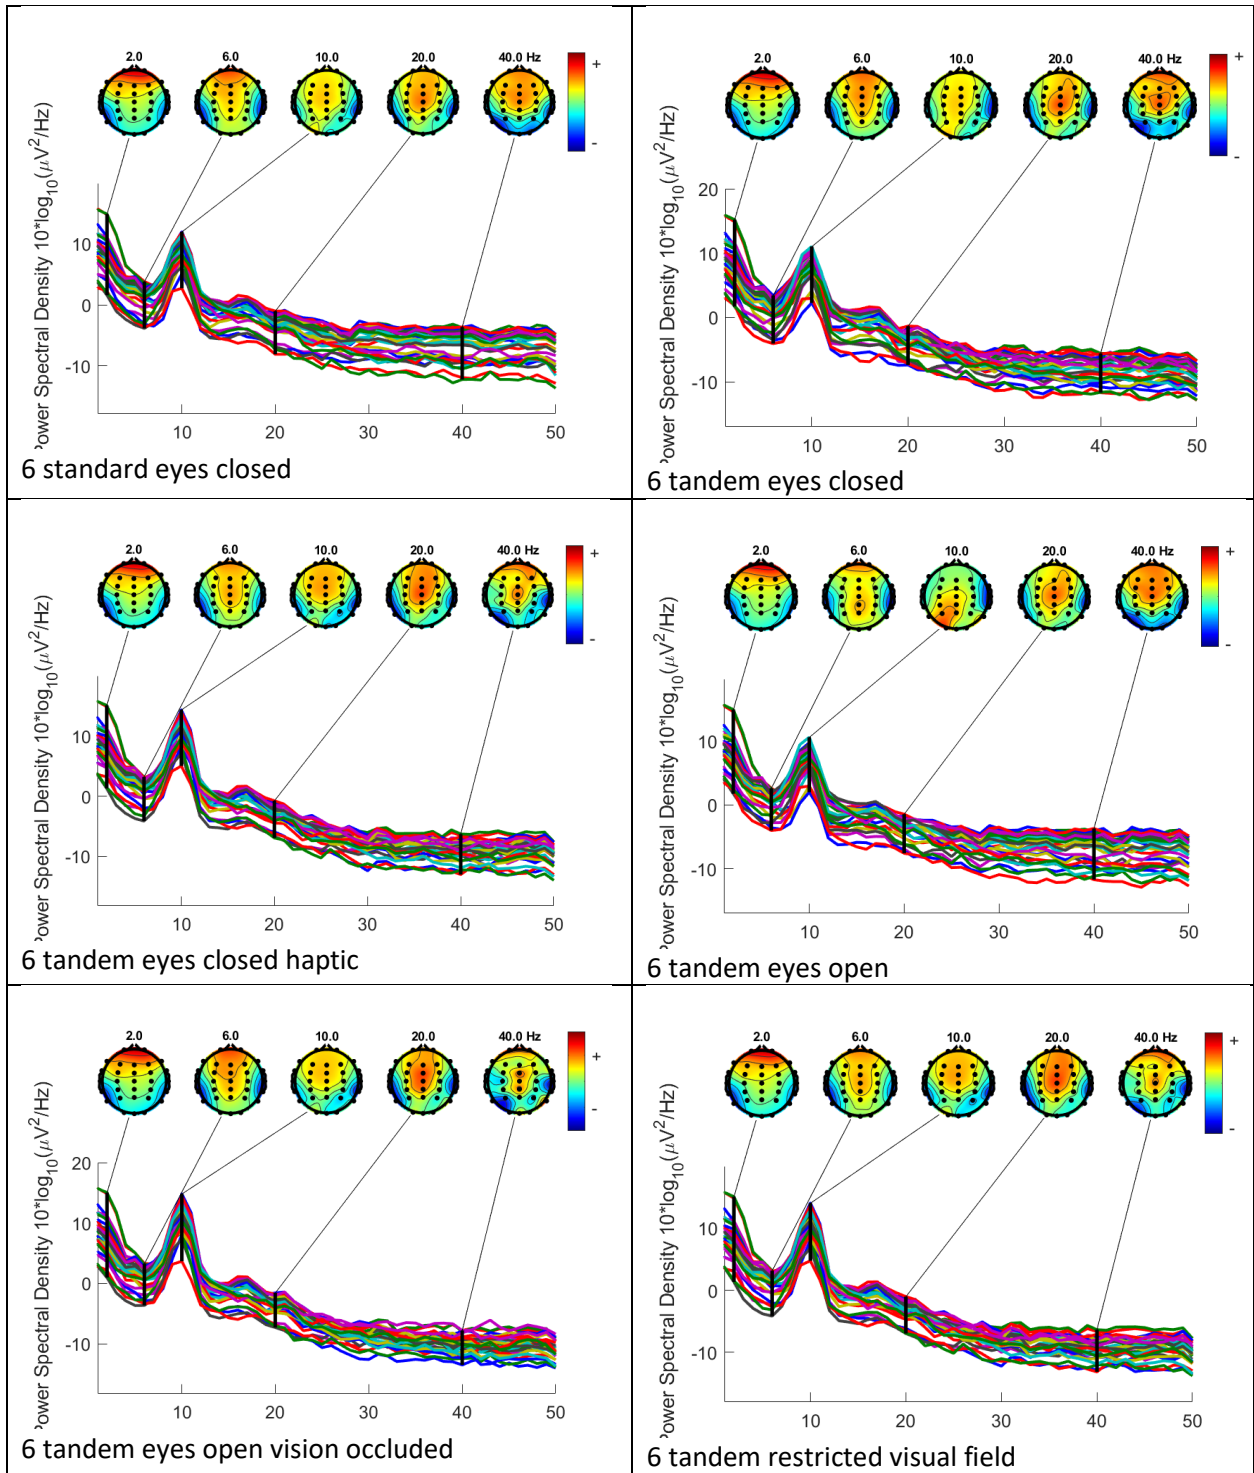 2.0 6.0 10.0 20.0 40.0 Hz
+
-
Power Spectral Density 10*log10(μV2/Hz)
10
0
-10
10 20 30 40 50
6 standard eyes closed
2.0 6.0 10.0 20.0 40.0 Hz
+
-
Power Spectral Density 10*log10(μV2/Hz)
20
10
0
-10
10 20 30 40 50
6 tandem eyes closed
2.0 6.0 10.0 20.0 40.0 Hz
+
-
Power Spectral Density 10*log10(μV2/Hz)
10
0
-10
10 20 30 40 50
6 tandem eyes closed haptic
2.0 6.0 10.0 20.0 40.0 Hz
+
-
Power Spectral Density 10*log10(μV2/Hz)
10
0
-10
10 20 30 40 50
6 tandem eyes open
2.0 6.0 10.0 20.0 40.0 Hz
+
-
Power Spectral Density 10*log10(μV2/Hz)
20
10
0
-10
10 20 30 40 50
6 tandem eyes open vision occluded
2.0 6.0 10.0 20.0 40.0 Hz
+
-
Power Spectral Density 10*log10(μV2/Hz)
10
0
-10
10 20 30 40 50
6 tandem restricted visual field